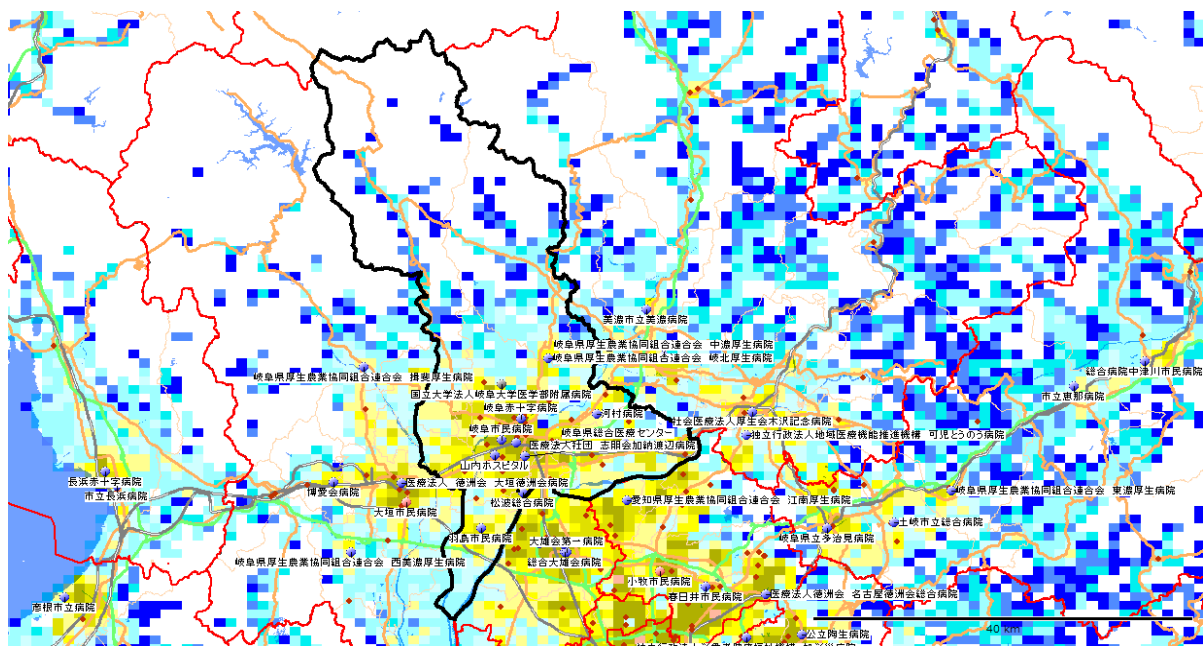 美濃市立美濃病院
岐阜県厚生農業協同組合連合会 中濃厚生病院
岐阜県厚生農業協同組合連合会 岐北厚生病院
岐阜県厚生農業協同組合連合会 揖斐厚生病院
総合病院中津川市民病院
市立恵那病院
国立大学法人岐阜大学医学部附属病院
岐阜赤十字病院
河村病院
社会医療法人厚生会木沢記念病院
岐阜県総合医療センター
独立行政法人地域医療機能推進機構 可児とうのう病院
岐阜市民病院
医療法人社団 志朋会加納渡辺病院
山内ホスピタル
長浜赤十字病院
市立長浜病院
博愛会病院
医療法人 徳洲会 大垣徳洲会病院
大垣市民病院
松波総合病院
愛知県厚生農業協同組合連合会 江南厚生病院
岐阜県厚生農業協同組合連合会 東濃厚生病院
土岐市立総合病院
羽島市民病院
大雄会第一病院
岐阜県立多治見病院
岐阜県厚生農業協同組合連合会 西美濃厚生病院
総合大雄会病院
小牧市民病院
春日井市民病院
医療法人徳洲会 名古屋徳洲会総合病院
彦根市立病院
40 km
公立陶生病院